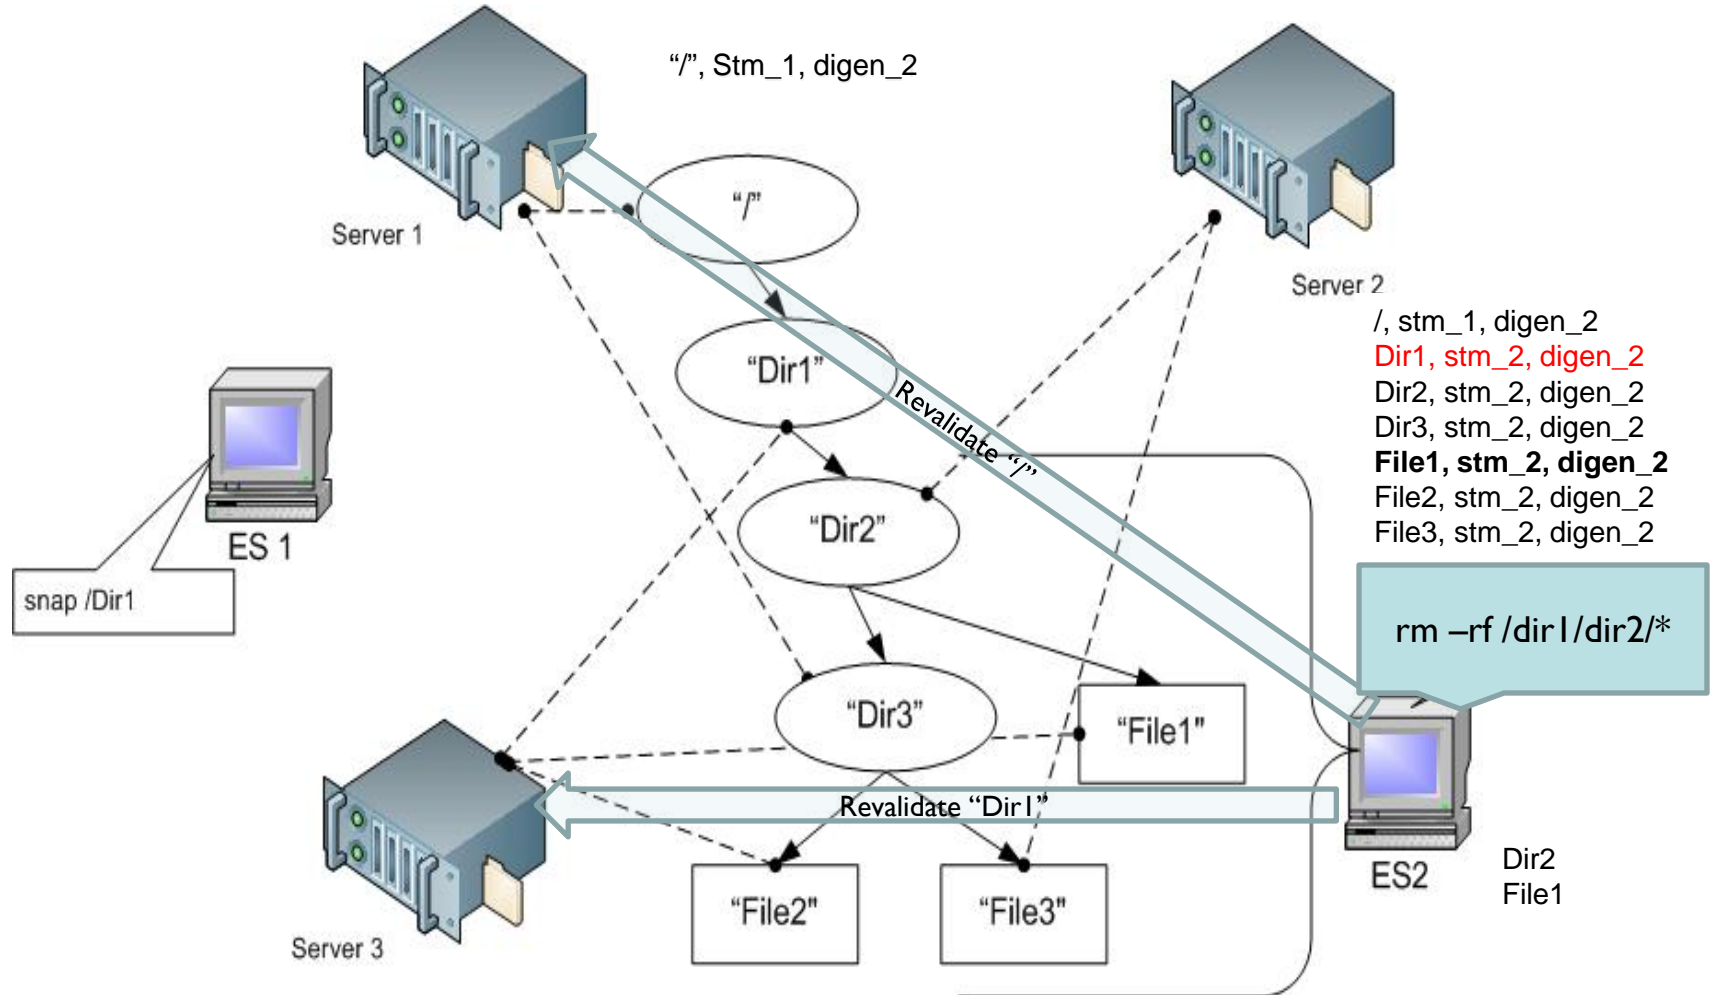 “/”, Stm_1, digen_2
“/”
Server 1
Server 2
/, stm_1, digen_2
Dir1, stm_2, digen_2
Dir2, stm_2, digen_2
Dir3, stm_2, digen_2
File1, stm_2, digen_2
File2, stm_2, digen_2
File3, stm_2, digen_2
“Dir1”
Revalidate “/”
“Dir2”
ES 1
snap /Dir1
rm –rf /dir1/dir2/*
“Dir3”
“File1"
Revalidate “Dir1”
ES2
Dir2
File1
“File2"
“File3"
Server 3